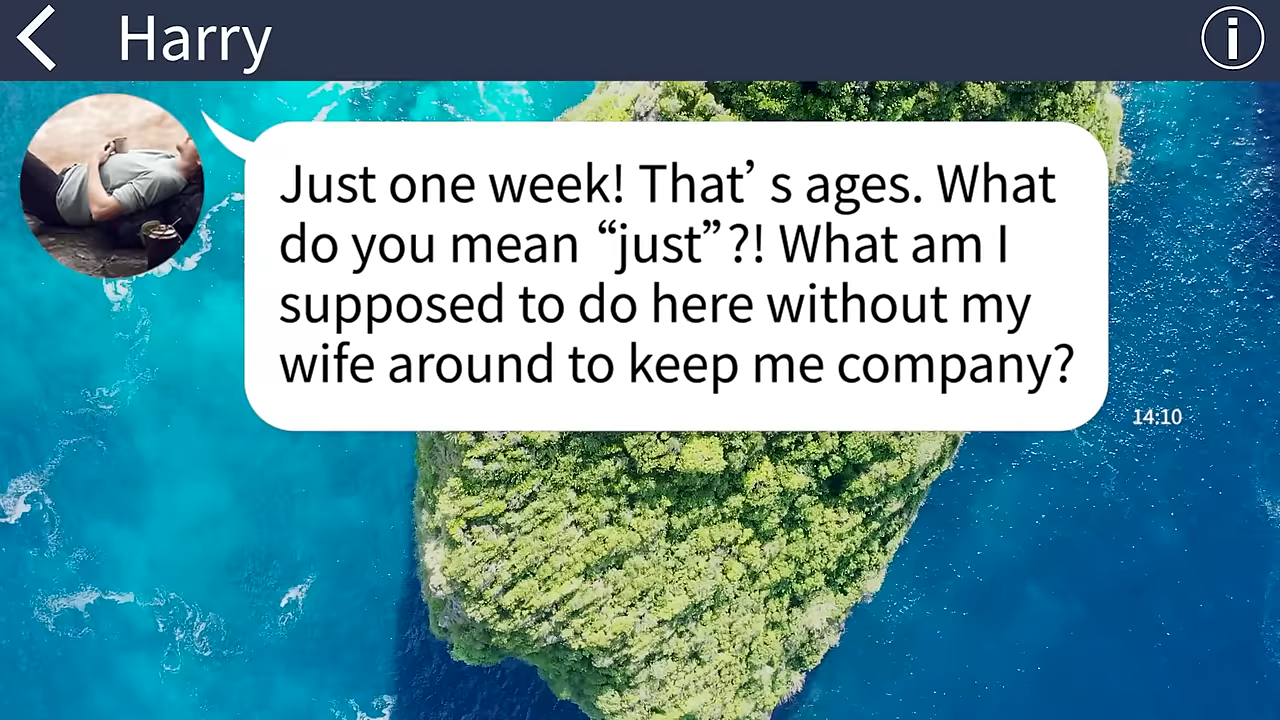 Harry
Just one week! That’s ages. What
do you mean “just”?! What am I
supposed to do here without my
wife around to keep me company?
14:10